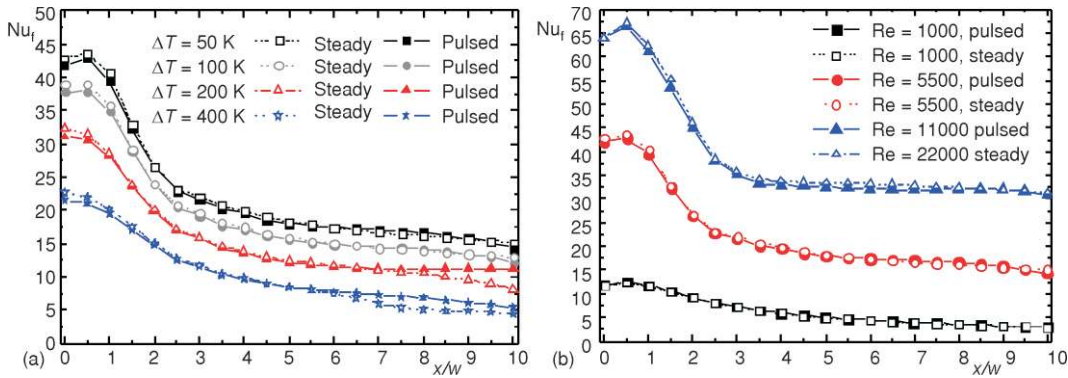 Nu_f
50
45
40
35
30
25
20
15
10
5
0
ΔT = 50 K Steady Pulsed
ΔT = 100 K Steady Pulsed
ΔT = 200 K Steady Pulsed
ΔT = 400 K Steady Pulsed
0 1 2 3 4 5 6 7 8 9 10
(a)
x/w
Nu_f
70
65
60
55
50
45
40
35
30
25
20
15
10
5
0
Re = 1000, pulsed
Re = 1000, steady
Re = 5500, pulsed
Re = 5500, steady
Re = 11000 pulsed
Re = 22000 steady
0 1 2 3 4 5 6 7 8 9 10
(b)
x/w